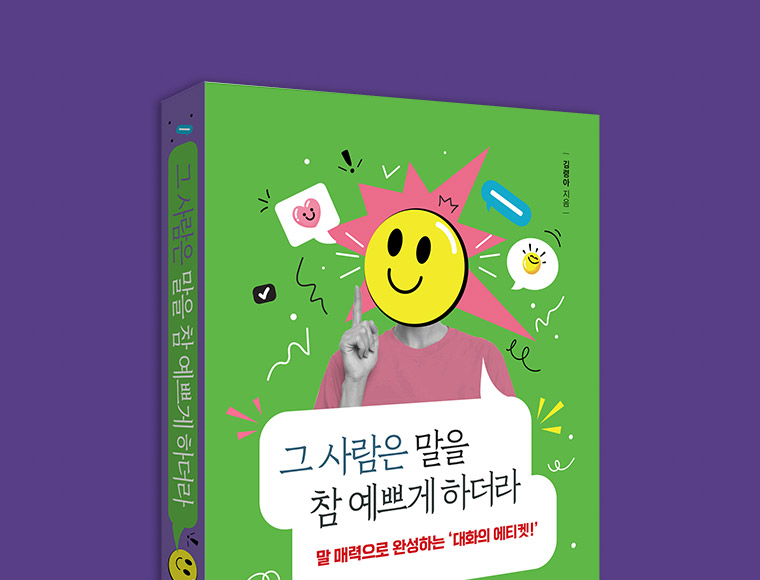 그 사람은 말을 참 예쁘게 하더라
김령아 지음
그 사람은 말을
참 예쁘게 하더라
말 매력으로 완성하는 ‘대화의 에티켓!’